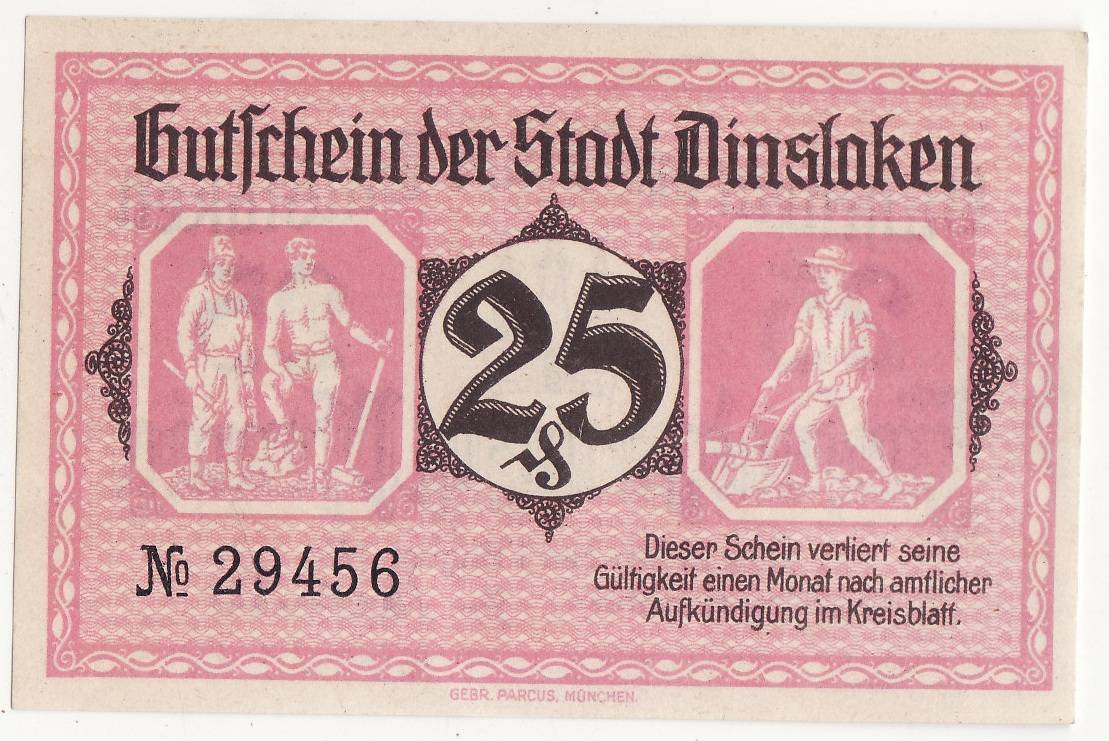 Gutschein der Stadt Dinslaken
25
₰
№ 29456
Dieser Schein verliert seine
Gültigkeit einen Monat nach amtlicher
Aufkündigung im Kreisblatt.
GEBR. PARCUS, MÜNCHEN.